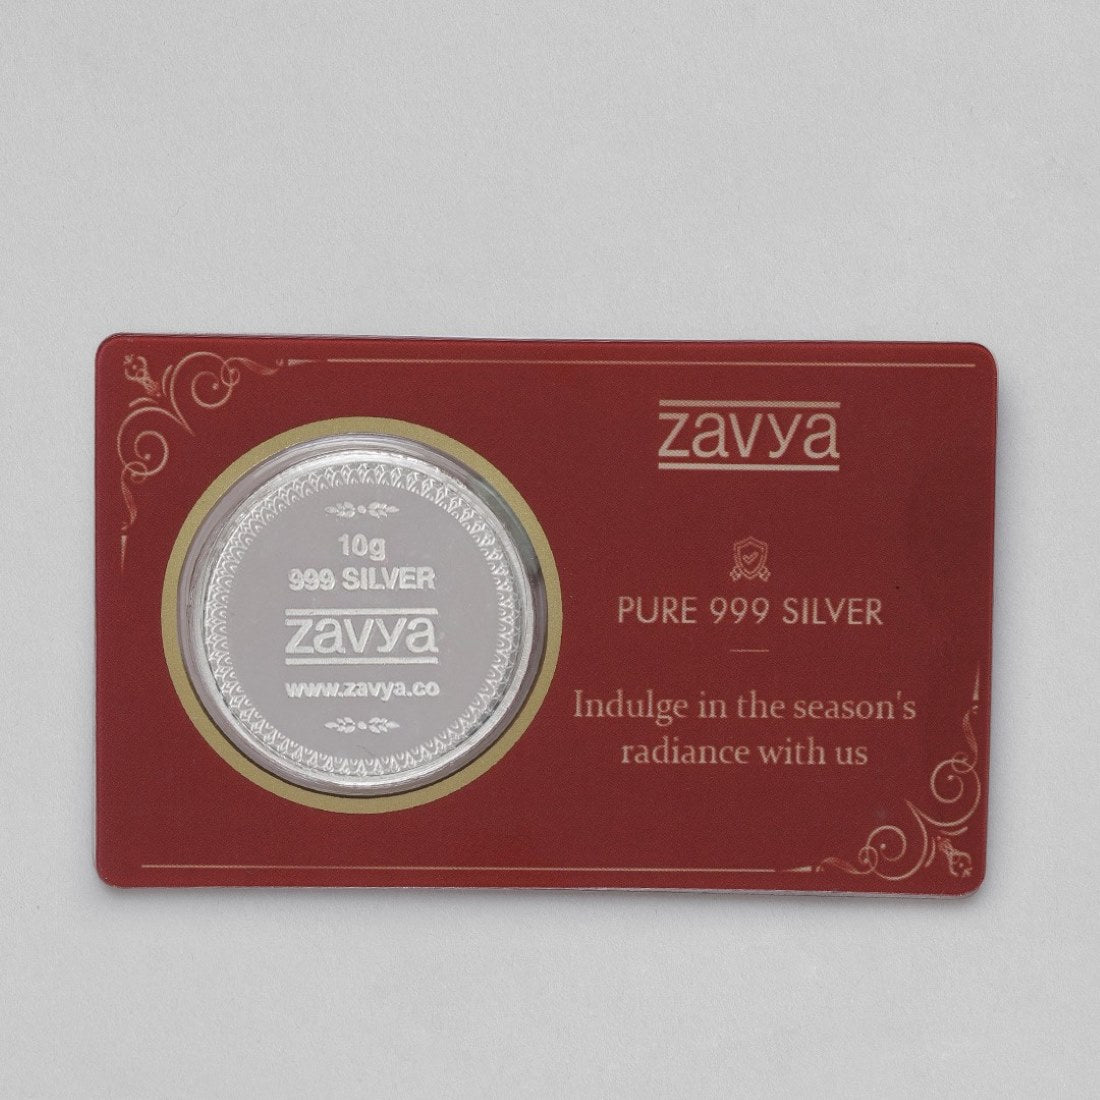 10g
999 SILVER
zavya
www.zavya.co
zavya
PURE 999 SILVER
Indulge in the season's
radiance with us